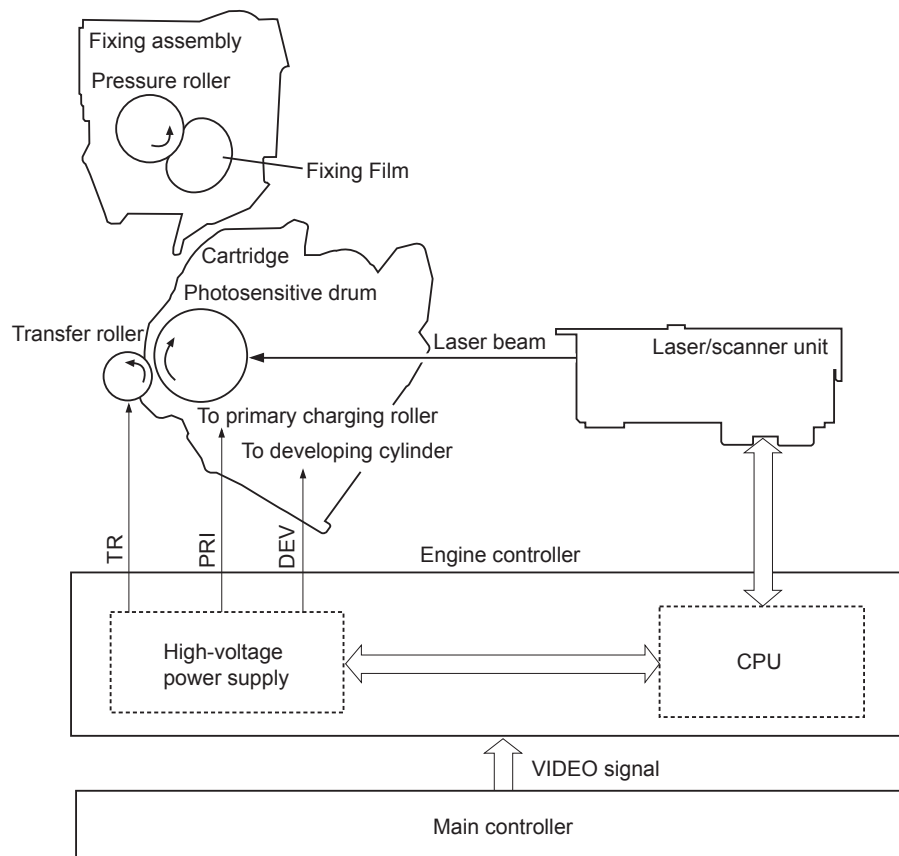 Fixing assembly
Pressure roller
Fixing Film
Cartridge
Photosensitive drum
Transfer roller
Laser beam
Laser/scanner unit
To primary charging roller
To developing cylinder
TR
PRI
DEV
Engine controller
High-voltage
power supply
CPU
VIDEO signal
Main controller